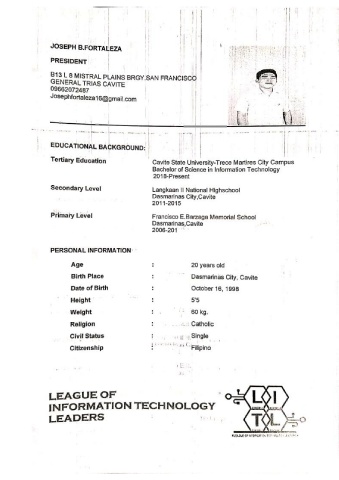 JOSEPH B.FORTALEZA
PRESIDENT
B13 L 8 MISTRAL PLAINS BRGY.SAN FRANCISCO
GENERAL TRIAS CAVITE
09662072487
Josephfortaleza16@gmail.com
EDUCATIONAL BACKGROUND:
Tertiary Education
Cavite State University-Trece Martires City Campus
Bachelor of Science in Information Technology
2018-Present
Secondary Level
Langkaan II National Highschool
Dasmarinas City,Cavite
2011-2015
Primary Level
Francisco E.Barzaga Memorial School
Dasmarinas,Cavite
2006-201
PERSONAL INFORMATION
Age : 20 years old
Birth Place : Dasmarinas City, Cavite
Date of Birth : October 16, 1998
Height : 5'5
Weight : 60 kg.
Religion : Catholic
Civil Status : Single
Citizenship : Filipino
LEAGUE OF
INFORMATION TECHNOLOGY
LEADERS
L I
T L